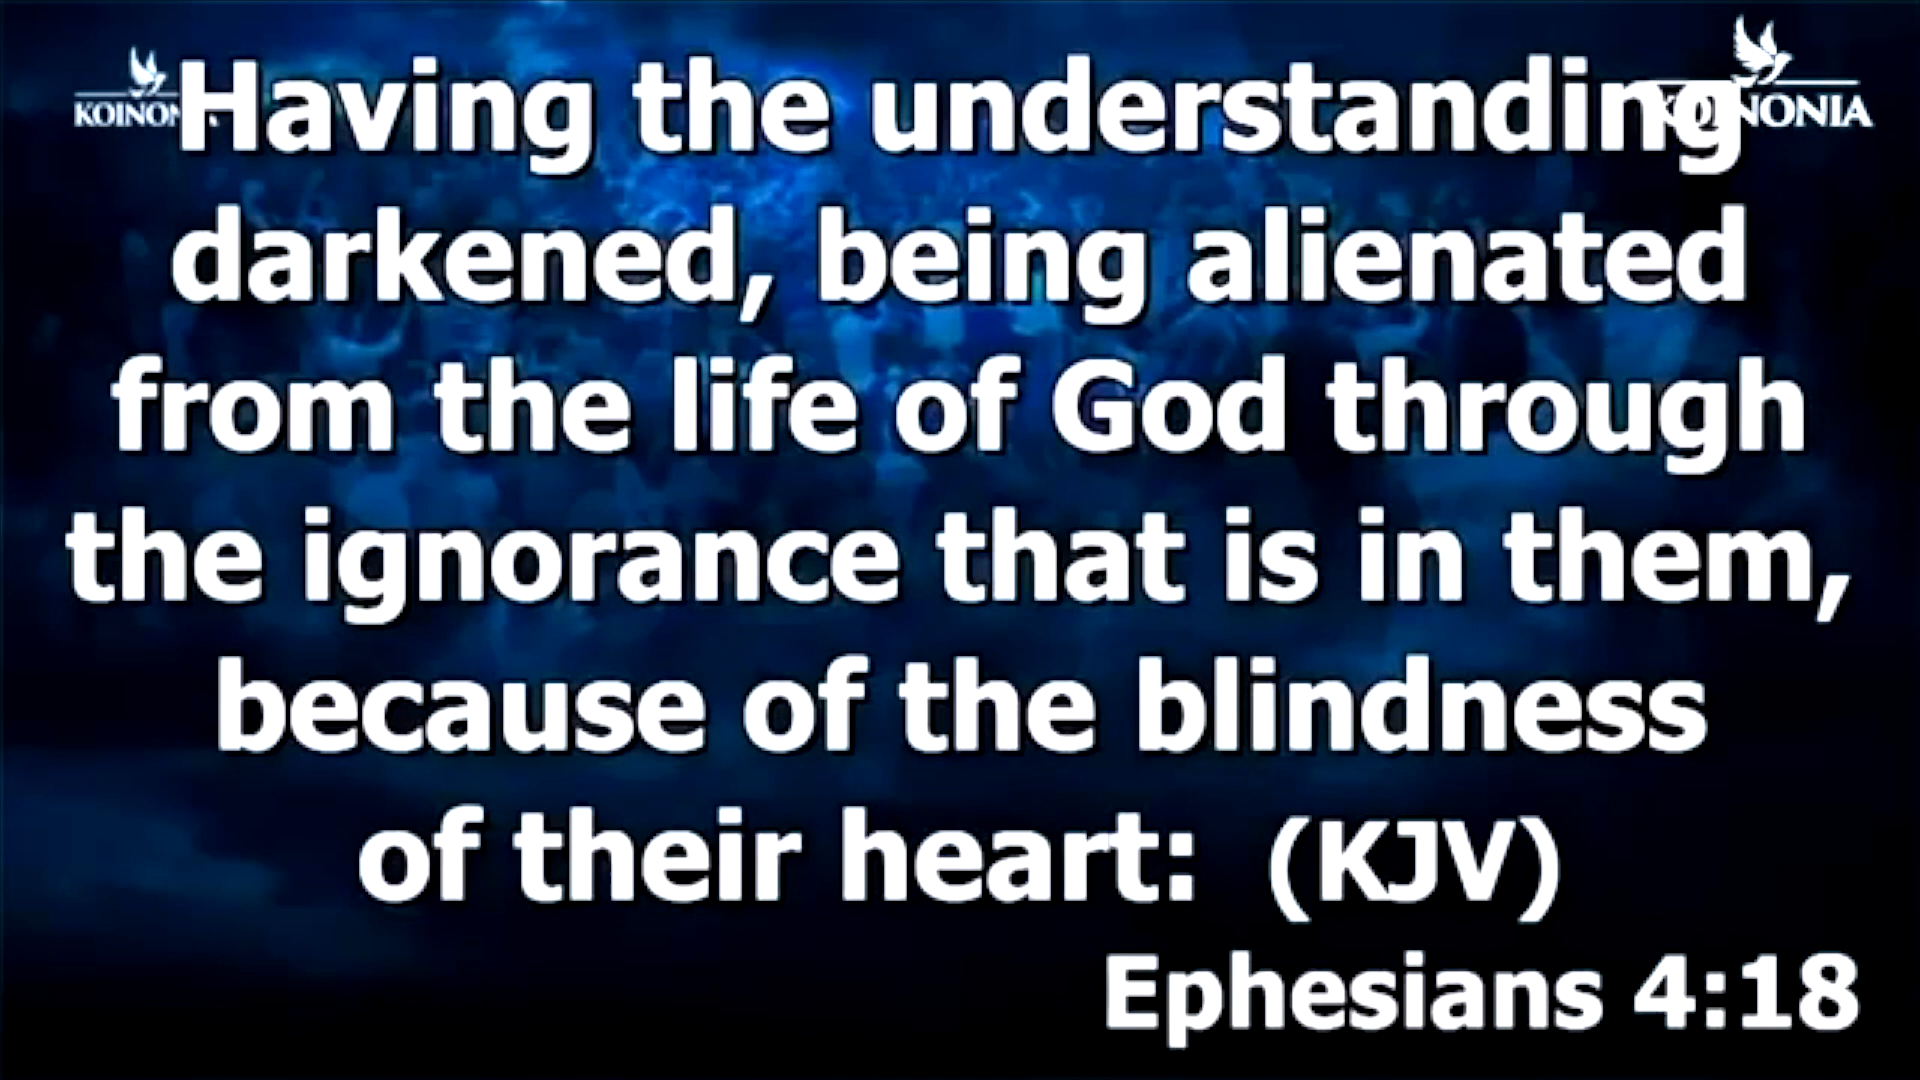 KOINONIA
Having the understanding
darkened, being alienated
from the life of God through
the ignorance that is in them,
because of the blindness
of their heart: (KJV)
Ephesians 4:18